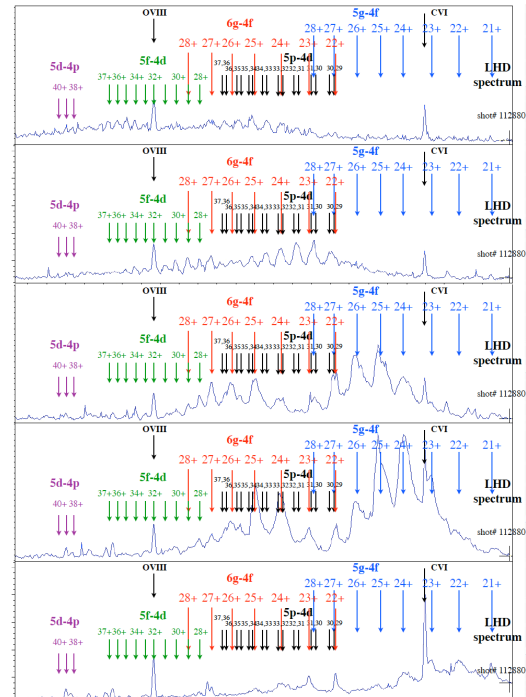 OVIII
CVI
6g-4f
5g-4f
5p-4d
5d-4p
5f-4d
LHD
spectrum
28+ 27+ 26+ 25+ 24+ 23+ 22+
28+ 27+ 26+ 25+ 24+ 23+ 22+ 21+
37+ 36+ 34+ 32+ 30+ 28+
40+ 38+
shot# 112880
OVIII
CVI
6g-4f
5g-4f
5p-4d
5d-4p
5f-4d
LHD
spectrum
28+ 27+ 26+ 25+ 24+ 23+ 22+
28+ 27+ 26+ 25+ 24+ 23+ 22+ 21+
37+ 36+ 34+ 32+ 30+ 28+
40+ 38+
shot# 112880
OVIII
CVI
6g-4f
5g-4f
5p-4d
5d-4p
5f-4d
LHD
spectrum
28+ 27+ 26+ 25+ 24+ 23+ 22+
28+ 27+ 26+ 25+ 24+ 23+ 22+ 21+
37+ 36+ 34+ 32+ 30+ 28+
40+ 38+
shot# 112880
OVIII
CVI
6g-4f
5g-4f
5p-4d
5d-4p
5f-4d
LHD
spectrum
28+ 27+ 26+ 25+ 24+ 23+ 22+
28+ 27+ 26+ 25+ 24+ 23+ 22+ 21+
37+ 36+ 34+ 32+ 30+ 28+
40+ 38+
shot# 112880
OVIII
CVI
6g-4f
5g-4f
5p-4d
5d-4p
5f-4d
LHD
spectrum
28+ 27+ 26+ 25+ 24+ 23+ 22+
28+ 27+ 26+ 25+ 24+ 23+ 22+ 21+
37+ 36+ 34+ 32+ 30+ 28+
40+ 38+
shot# 112880